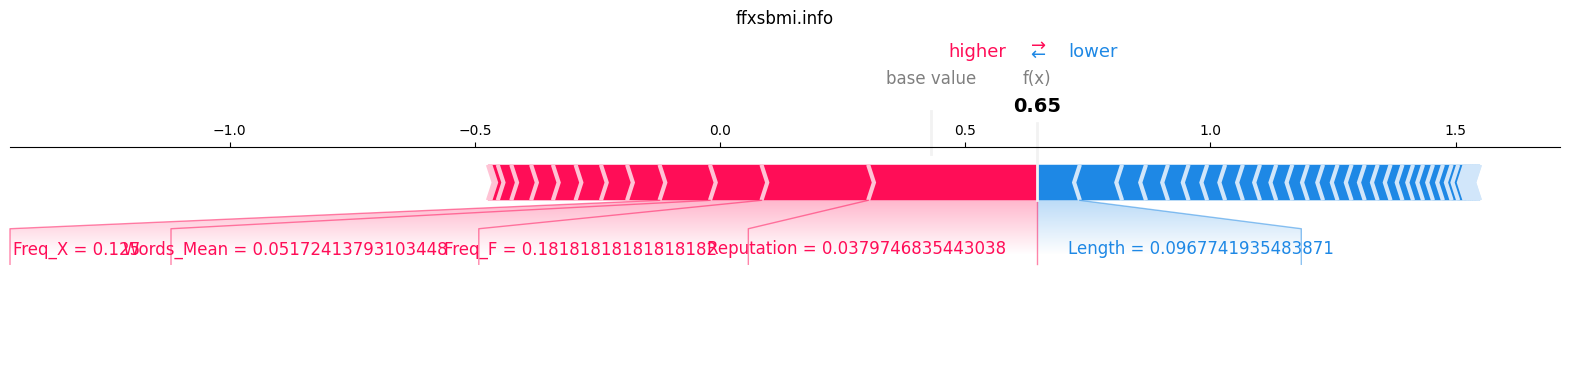 ffxsbmi.info
higher ⇄ lower
base value f(x)
0.65
−1.0 −0.5 0.0 0.5 1.0 1.5
Freq_X = 0.125 Words_Mean = 0.05172413793103448 Freq_F = 0.18181818181818182 Reputation = 0.0379746835443038 Length = 0.0967741935483871